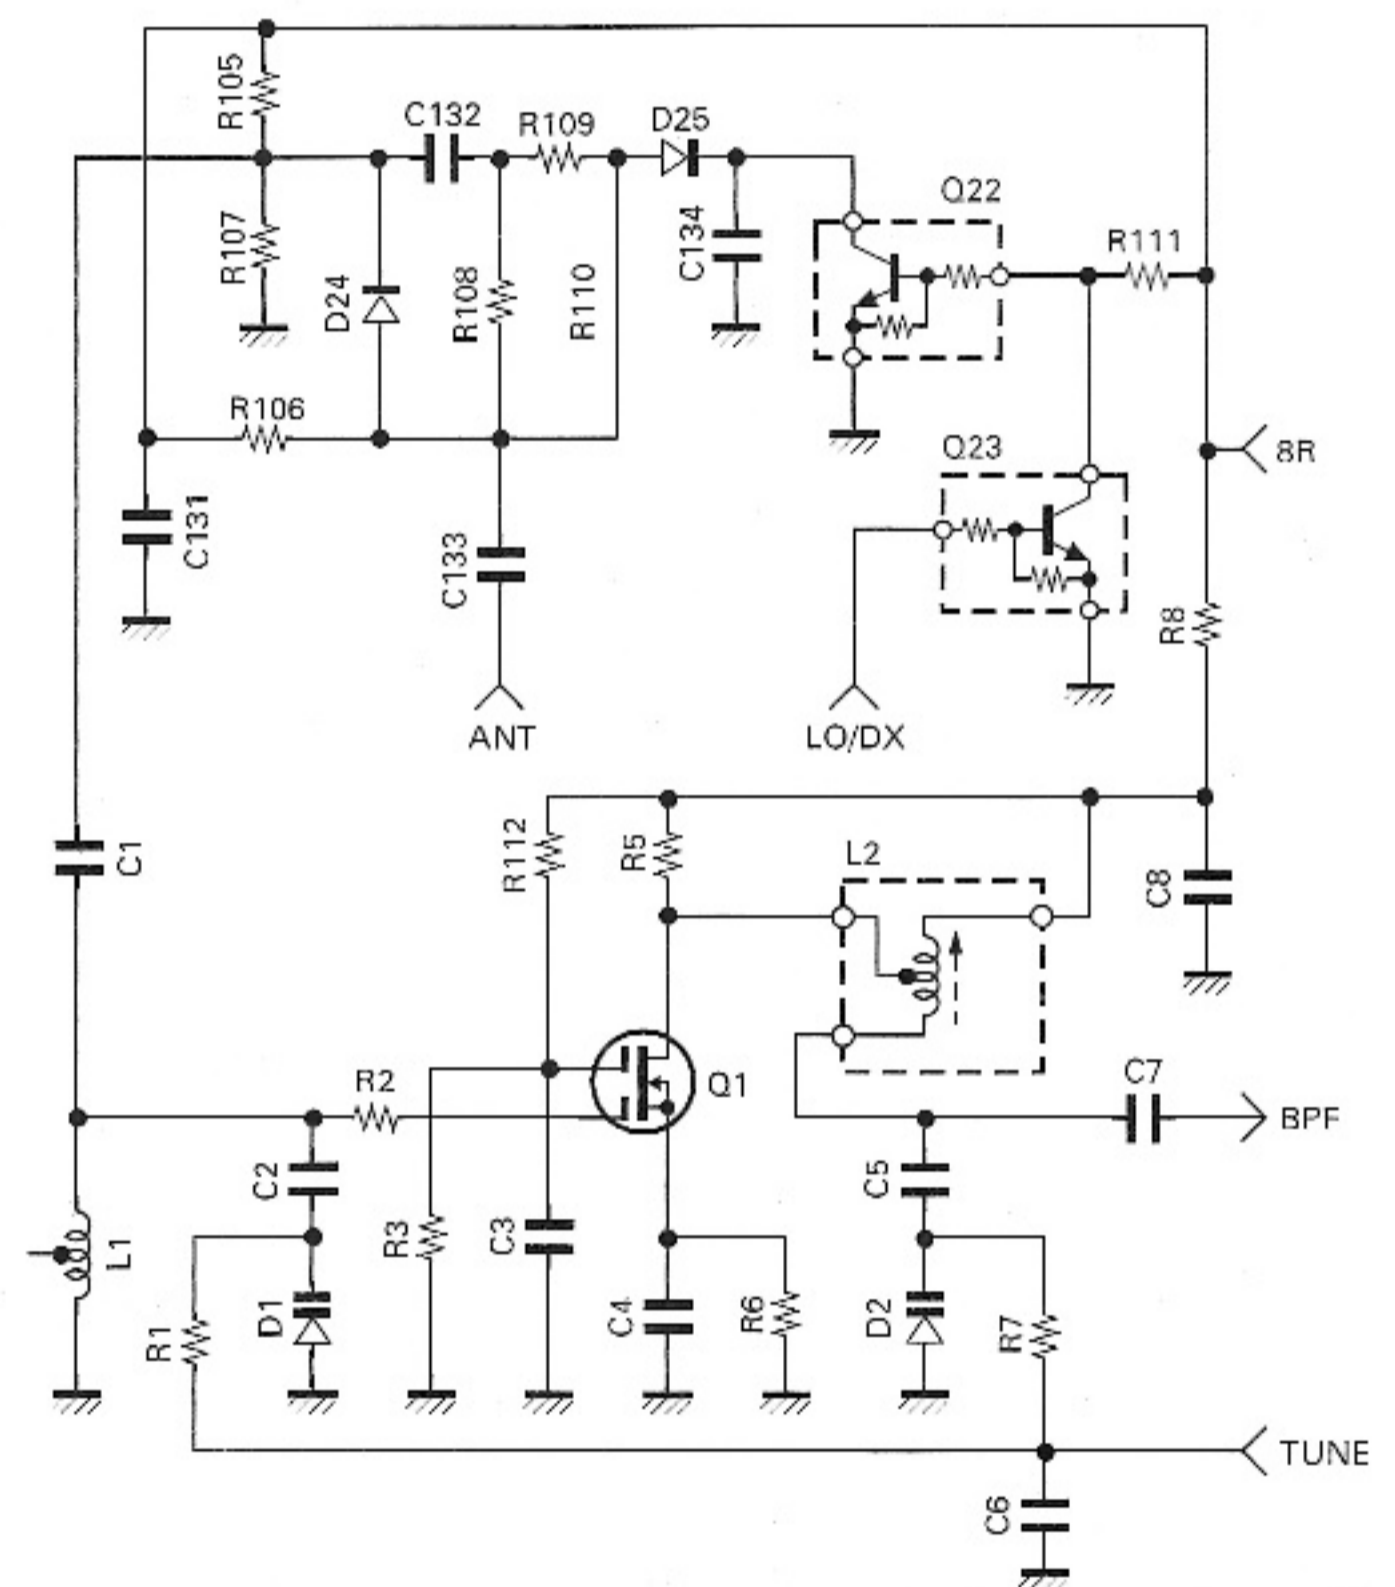 R105
C132
R109
D25
Q22
R111
R107
D24
R108
R110
C134
R106
Q23
8R
C131
C133
R8
ANT
LO/DX
R112
R5
L2
C1
C8
R2
Q1
C7
BPF
C2
C5
L1
R3
C3
R1
D1
C4
R6
D2
R7
TUNE
C6